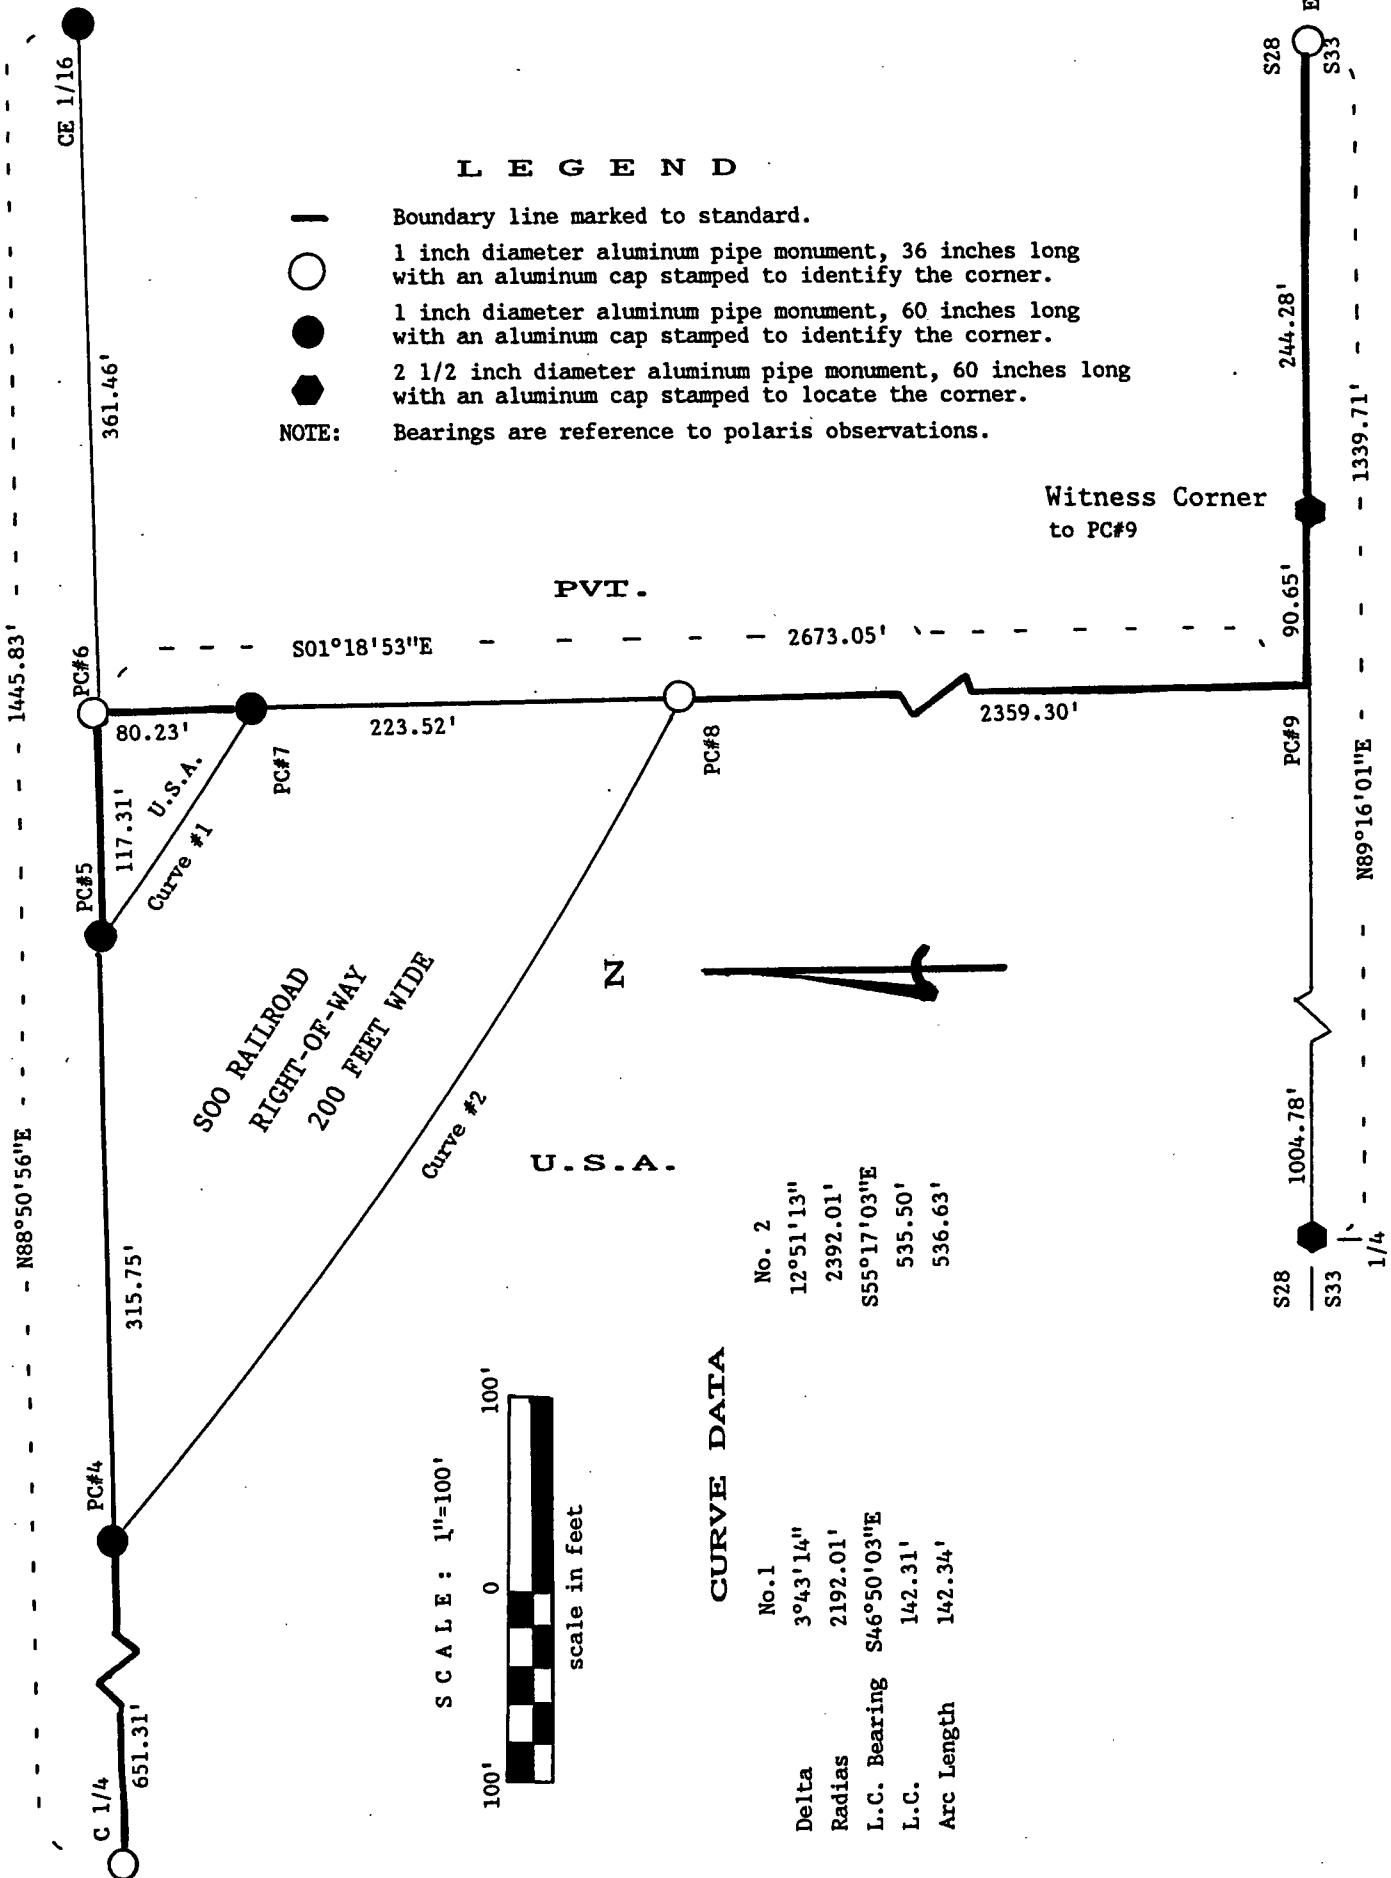 CE 1/16
361.46'
1445.83'
N88°50'56"E
L E G E N D
Boundary line marked to standard.
1 inch diameter aluminum pipe monument, 36 inches long
with an aluminum cap stamped to identify the corner.
1 inch diameter aluminum pipe monument, 60 inches long
with an aluminum cap stamped to identify the corner.
2 1/2 inch diameter aluminum pipe monument, 60 inches long
with an aluminum cap stamped to locate the corner.
NOTE: Bearings are reference to polaris observations.
E
S28
S33
244.28'
1339.71'
Witness Corner
to PC#9
90.65'
PVT.
S01°18'53"E
2673.05'
PC#6
80.23'
PC#7
223.52'
PC#8
2359.30'
PC#9
N89°16'01"E
PC#5
117.31'
U.S.A.
Curve #1
SOO RAILROAD
RIGHT-OF-WAY
200 FEET WIDE
N
Curve #2
U.S.A.
1004.78'
S28
S33
1/4
315.75'
PC#4
651.31'
C 1/4
SCALE: 1"=100'
100' 0 100'
scale in feet
CURVE DATA
No.1 No. 2
Delta 3°43'14" 12°51'13"
Radias 2192.01' 2392.01'
L.C. Bearing S46°50'03"E S55°17'03"E
L.C. 142.31' 535.50'
Arc Length 142.34' 536.63'